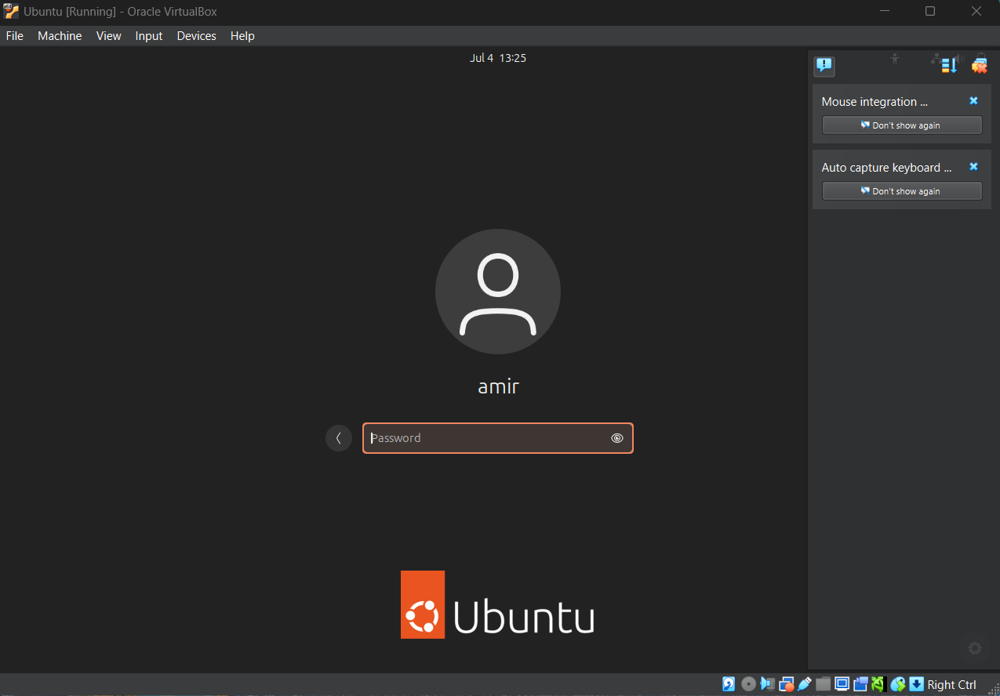 Ubuntu [Running] - Oracle VirtualBox
File Machine View Input Devices Help
Jul 4 13:25
Mouse integration ...
Don't show again
Auto capture keyboard ...
Don't show again
amir
Password
Ubuntu
Right Ctrl